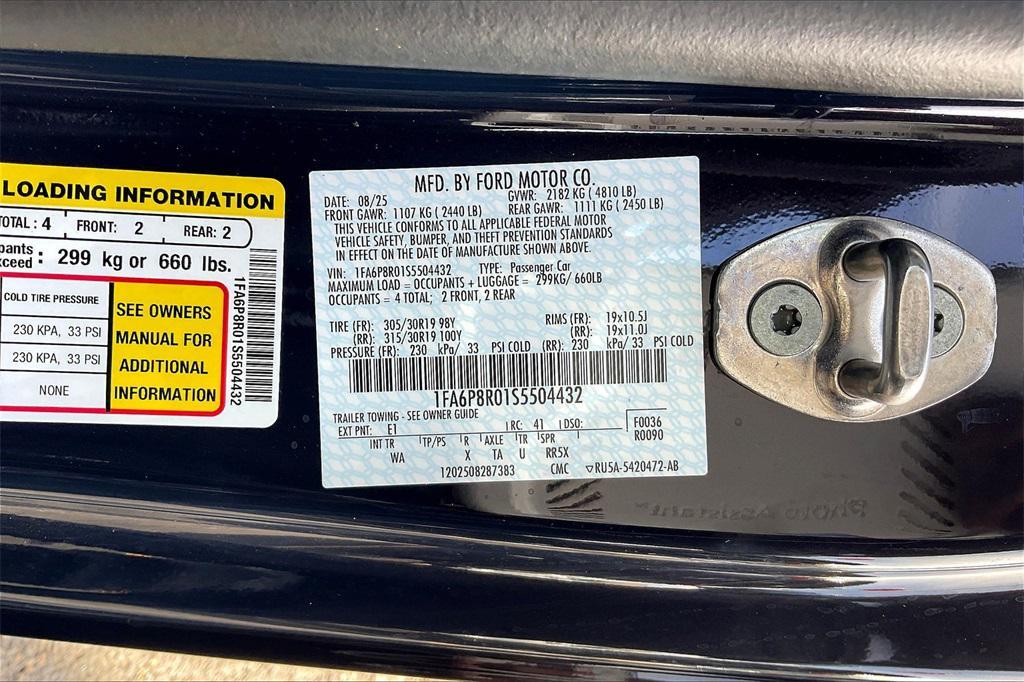 LOADING INFORMATION
TOTAL: 4 FRONT: 2 REAR: 2
299 kg or 660 lbs.
COLD TIRE PRESSURE
230 KPA, 33 PSI
230 KPA, 33 PSI
NONE
SEE OWNERS
MANUAL FOR
ADDITIONAL
INFORMATION
1FA6P8R01S5504432
MFD. BY FORD MOTOR CO.
DATE: 08/25 GVWR: 2182 KG ( 4810 LB)
FRONT GAWR: 1107 KG ( 2440 LB) REAR GAWR: 1111 KG ( 2450 LB)
THIS VEHICLE CONFORMS TO ALL APPLICABLE FEDERAL MOTOR
VEHICLE SAFETY, BUMPER, AND THEFT PREVENTION STANDARDS
IN EFFECT ON THE DATE OF MANUFACTURE SHOWN ABOVE.
VIN: 1FA6P8R01S5504432 TYPE: Passenger Car
MAXIMUM LOAD = OCCUPANTS + LUGGAGE = 299KG/ 660LB
OCCUPANTS = 4 TOTAL; 2 FRONT, 2 REAR
TIRE (FR): 305/30R19 98Y RIMS (FR): 19x10.5J
(RR): 315/30R19 100Y (RR): 19x11.0J
PRESSURE (FR): 230 kPa/ 33 PSI COLD (RR): 230 kPa/ 33 PSI COLD
1FA6P8R01S5504432
TRAILER TOWING - SEE OWNER GUIDE
EXT PNT: E1 RC: 41 DSO: F0036
R0090
INT TR TP/PS R AXLE TR SPR
WA X TA U RR5X
1202508287383 CMC ▽RU5A-5420472-AB
Photo Assistant